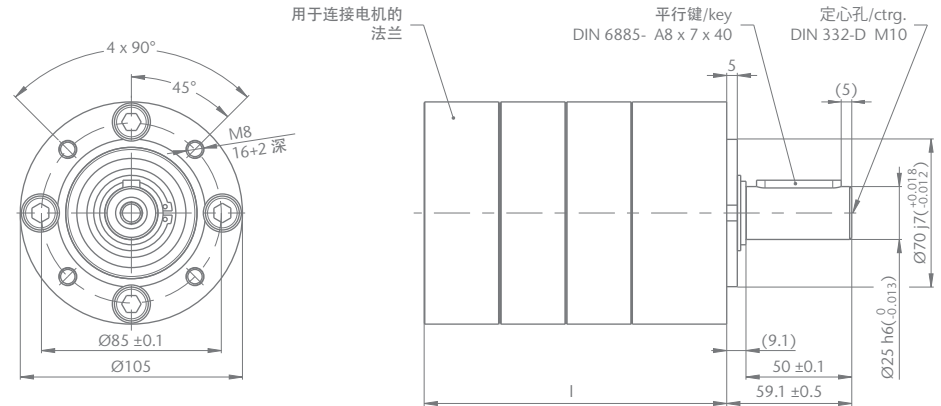 用于连接电机的
法兰
平行键/key
DIN 6885- A8 x 7 x 40
定心孔/ctrg.
DIN 332-D M10
4 x 90°
45°
M8
16+2 深
5
(5)
Ø70 j7(+0.018 -0.012)
Ø25 h6(0 -0.013)
Ø85 ±0.1
Ø105
(9.1)
50 ±0.1
l
59.1 ±0.5